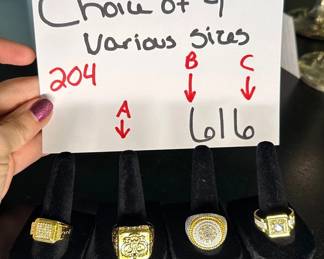 Choice of 4
Various sizes
204
B C
A
616